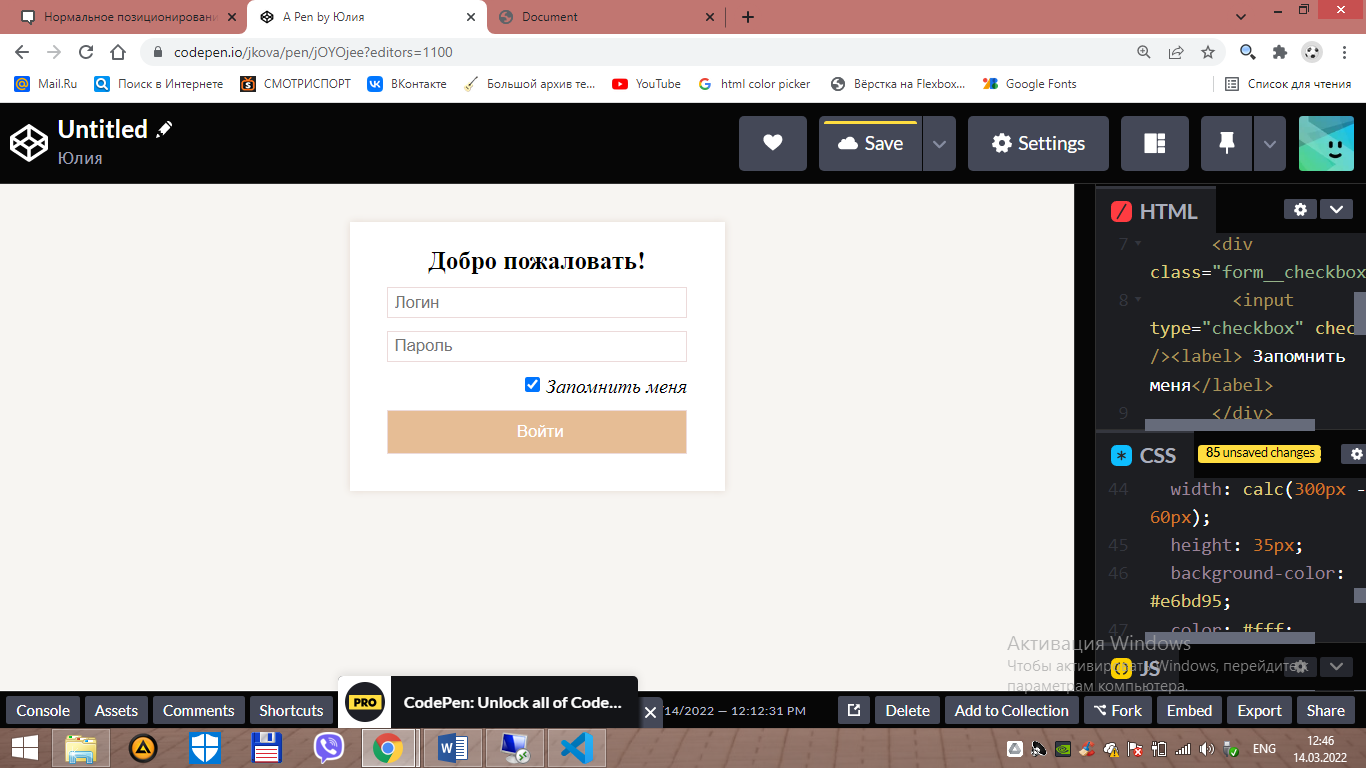 Нормальное позиционирован
A Pen by Юлия
Document
codepen.io/jkova/pen/jOYOjee?editors=1100
Mail.Ru
Поиск в Интернете
СМОТРИСПОРТ
ВКонтакте
Большой архив те...
YouTube
html color picker
Вёрстка на Flexbox...
Google Fonts
Список для чтения
Untitled
Юлия
Save
Settings
Добро пожаловать!
Логин
Пароль
Запомнить меня
Войти
HTML
7 <div
class="form__checkbox
8 <input
type="checkbox" chec
/><label> Запомнить
меня</label>
9 </div>
CSS 85 unsaved changes
44 width: calc(300px -
60px);
45 height: 35px;
46 background-color:
#e6bd95;
47 color: #fff;
JS
Активация Windows
Чтобы активировать Windows, перейдите к
параметрам компьютера.
Console
Assets
Comments
Shortcuts
PRO
CodePen: Unlock all of Code...
/14/2022 — 12:12:31 PM
Delete
Add to Collection
Fork
Embed
Export
Share
ENG
12:46
14.03.2022